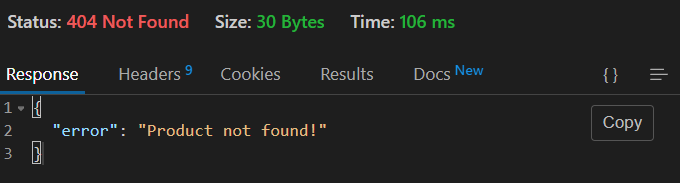 Status: 404 Not Found Size: 30 Bytes Time: 106 ms
Response Headers 9 Cookies Results Docs New {} 
1 {
Copy
2 "error": "Product not found!"
3 }